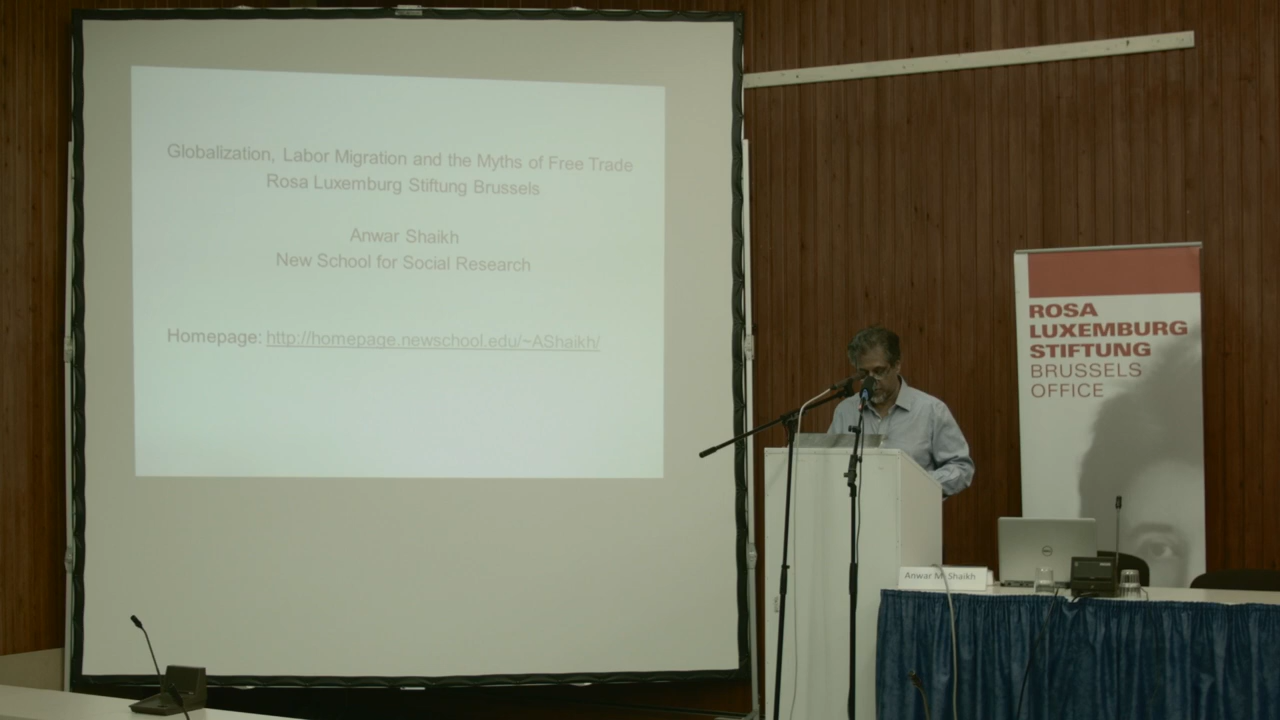 Globalization, Labor Migration and the Myths of Free Trade
Rosa Luxemburg Stiftung Brussels
Anwar Shaikh
New School for Social Research
Homepage: http://homepage.newschool.edu/~AShaikh/
ROSA
LUXEMBURG
STIFTUNG
BRUSSELS
OFFICE
Anwar M. Shaikh
DELL